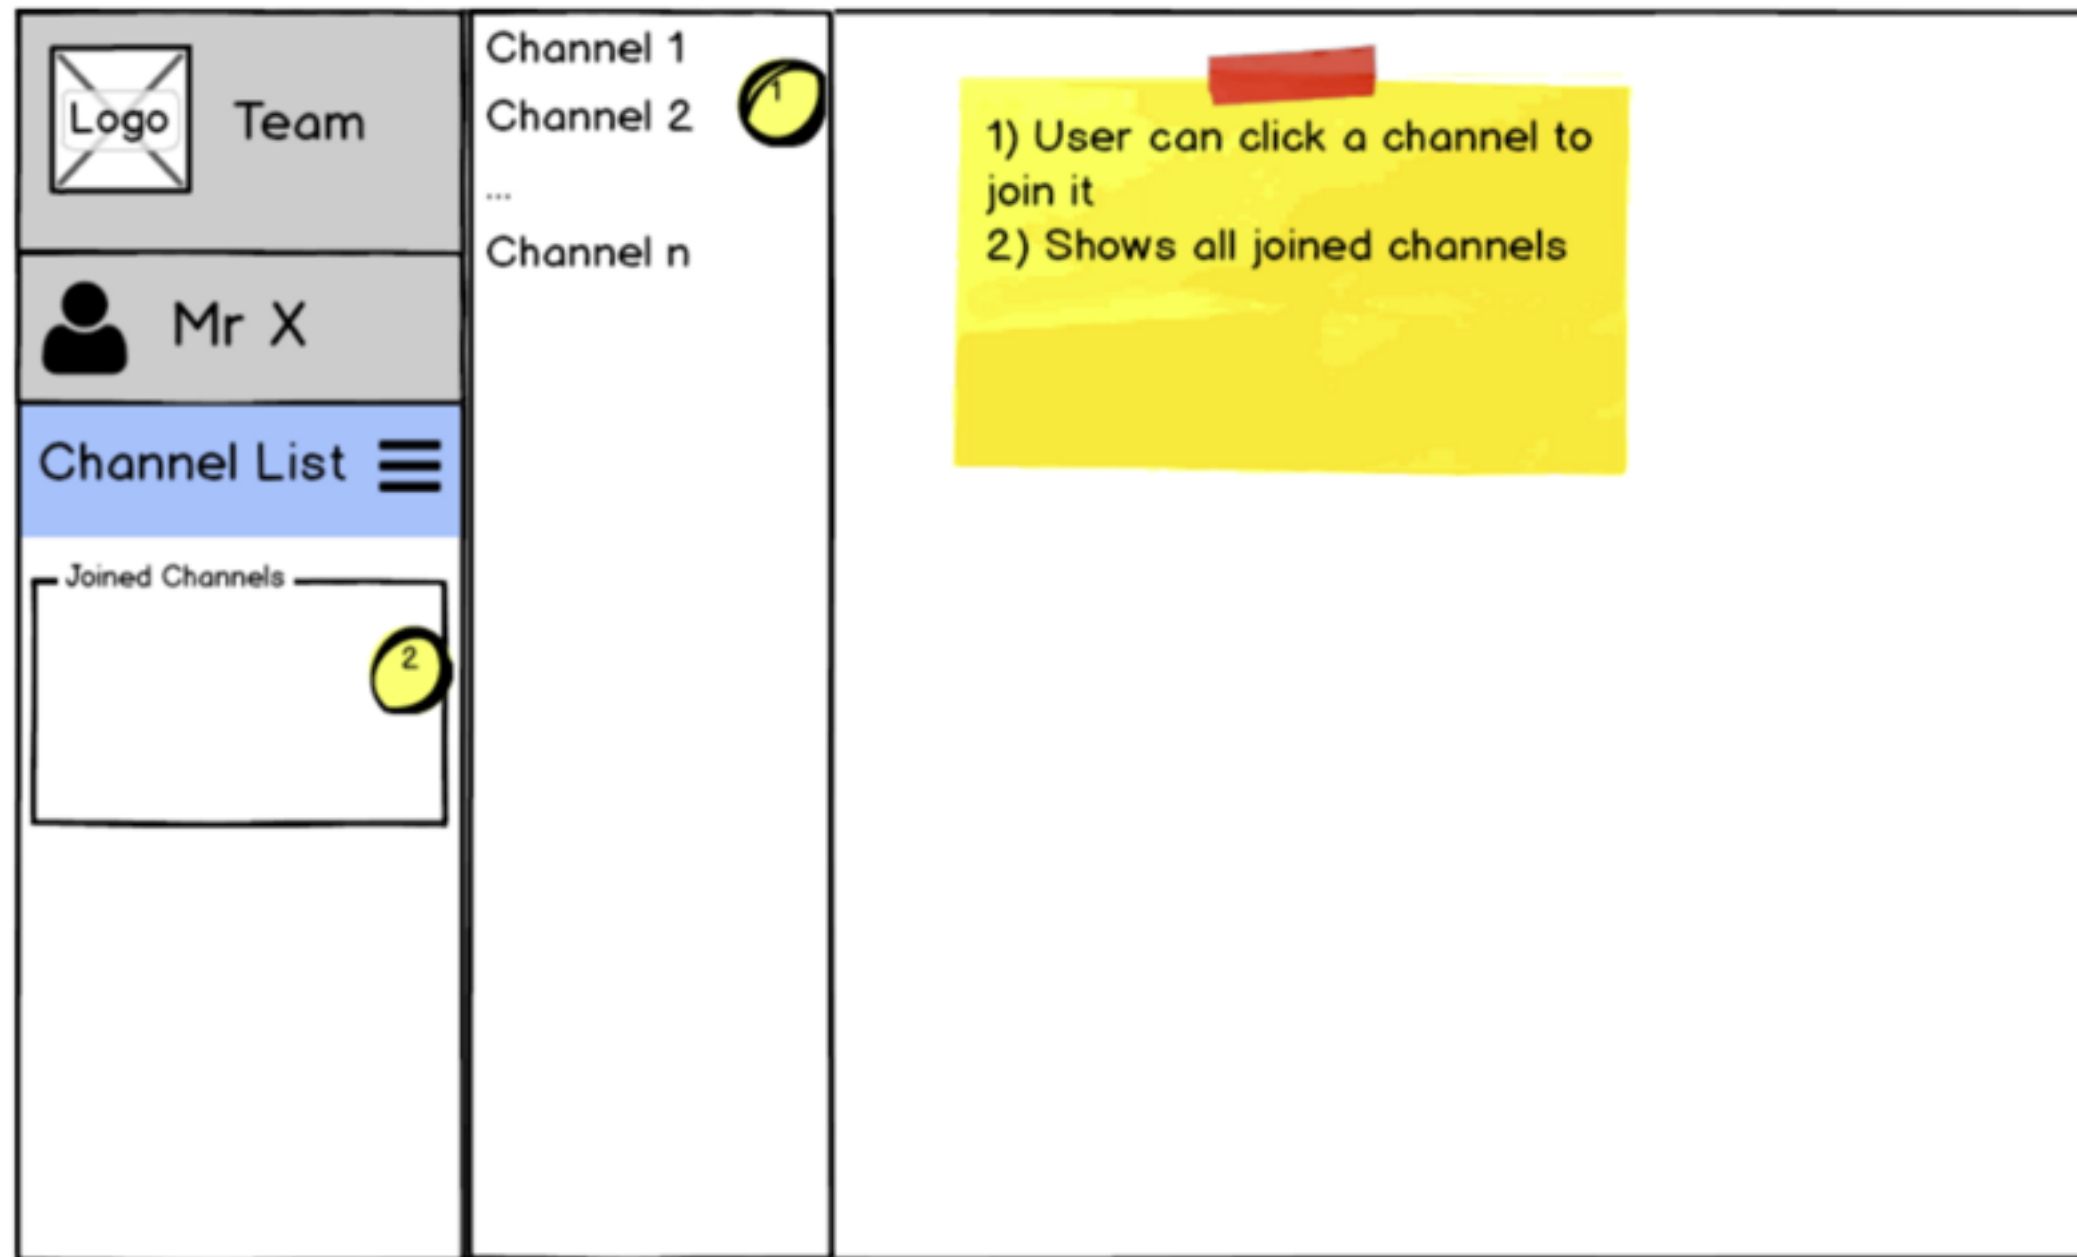 Logo
Team
Mr X
Channel List
Joined Channels
2
Channel 1
Channel 2
...
Channel n
1
1) User can click a channel to
join it
2) Shows all joined channels